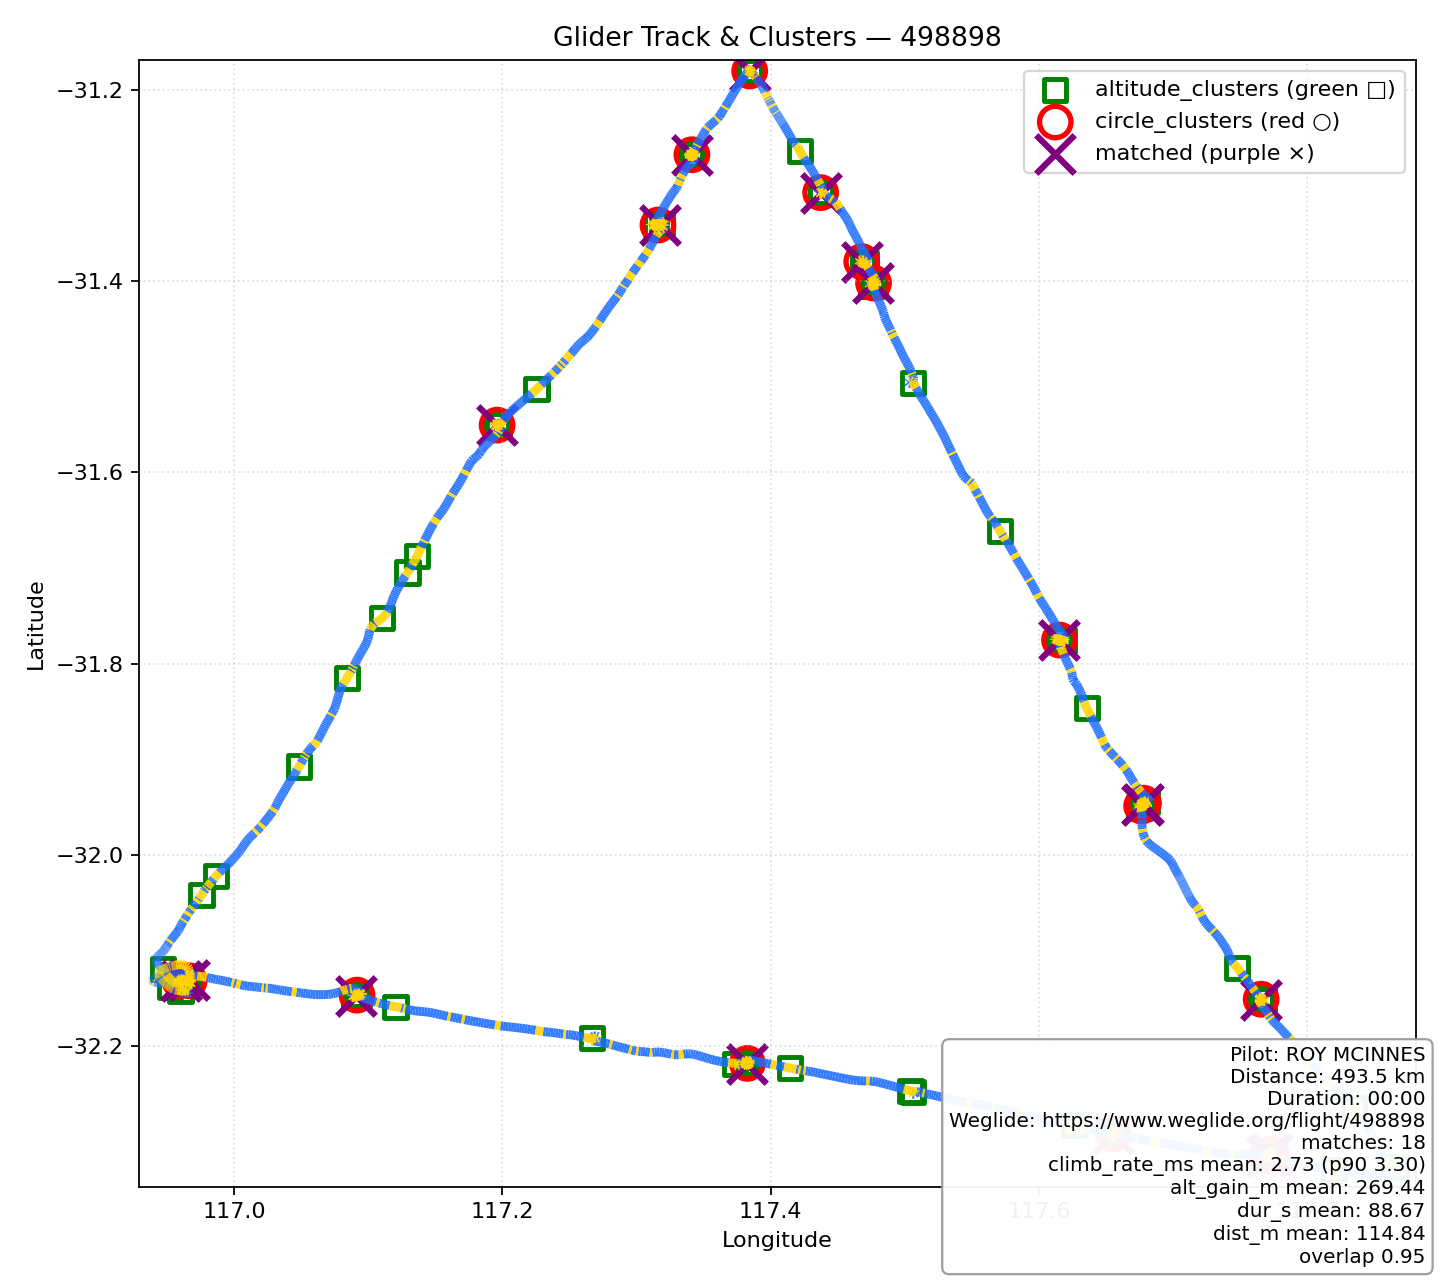 Glider Track & Clusters — 498898
altitude_clusters (green □)
circle_clusters (red ○)
matched (purple ×)
−31.2
−31.4
−31.6
−31.8
−32.0
−32.2
Latitude
117.0
117.2
117.4
117.6
Longitude
Pilot: ROY MCINNES
Distance: 493.5 km
Duration: 00:00
Weglide: https://www.weglide.org/flight/498898
matches: 18
climb_rate_ms mean: 2.73 (p90 3.30)
alt_gain_m mean: 269.44
dur_s mean: 88.67
dist_m mean: 114.84
overlap 0.95